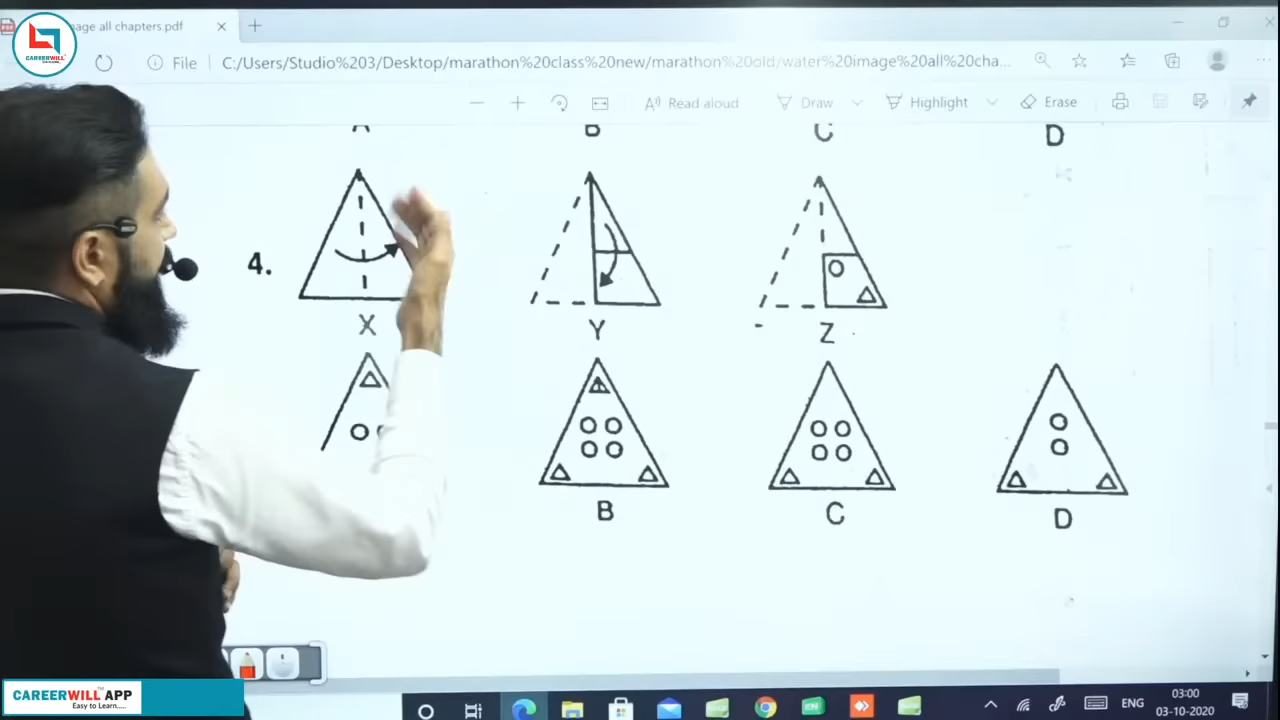 nage all chapters.pdf
CAREERWILL
File C:/Users/Studio%203/Desktop/marathon%20class%20new/marathon%20old/water%20image%20all%20cha...
Read aloud Draw Highlight Erase
A B C D
4.
X Y Z
B C D
CAREERWILL APP
Easy to Learn.....
ENG
03:00
03-10-2020